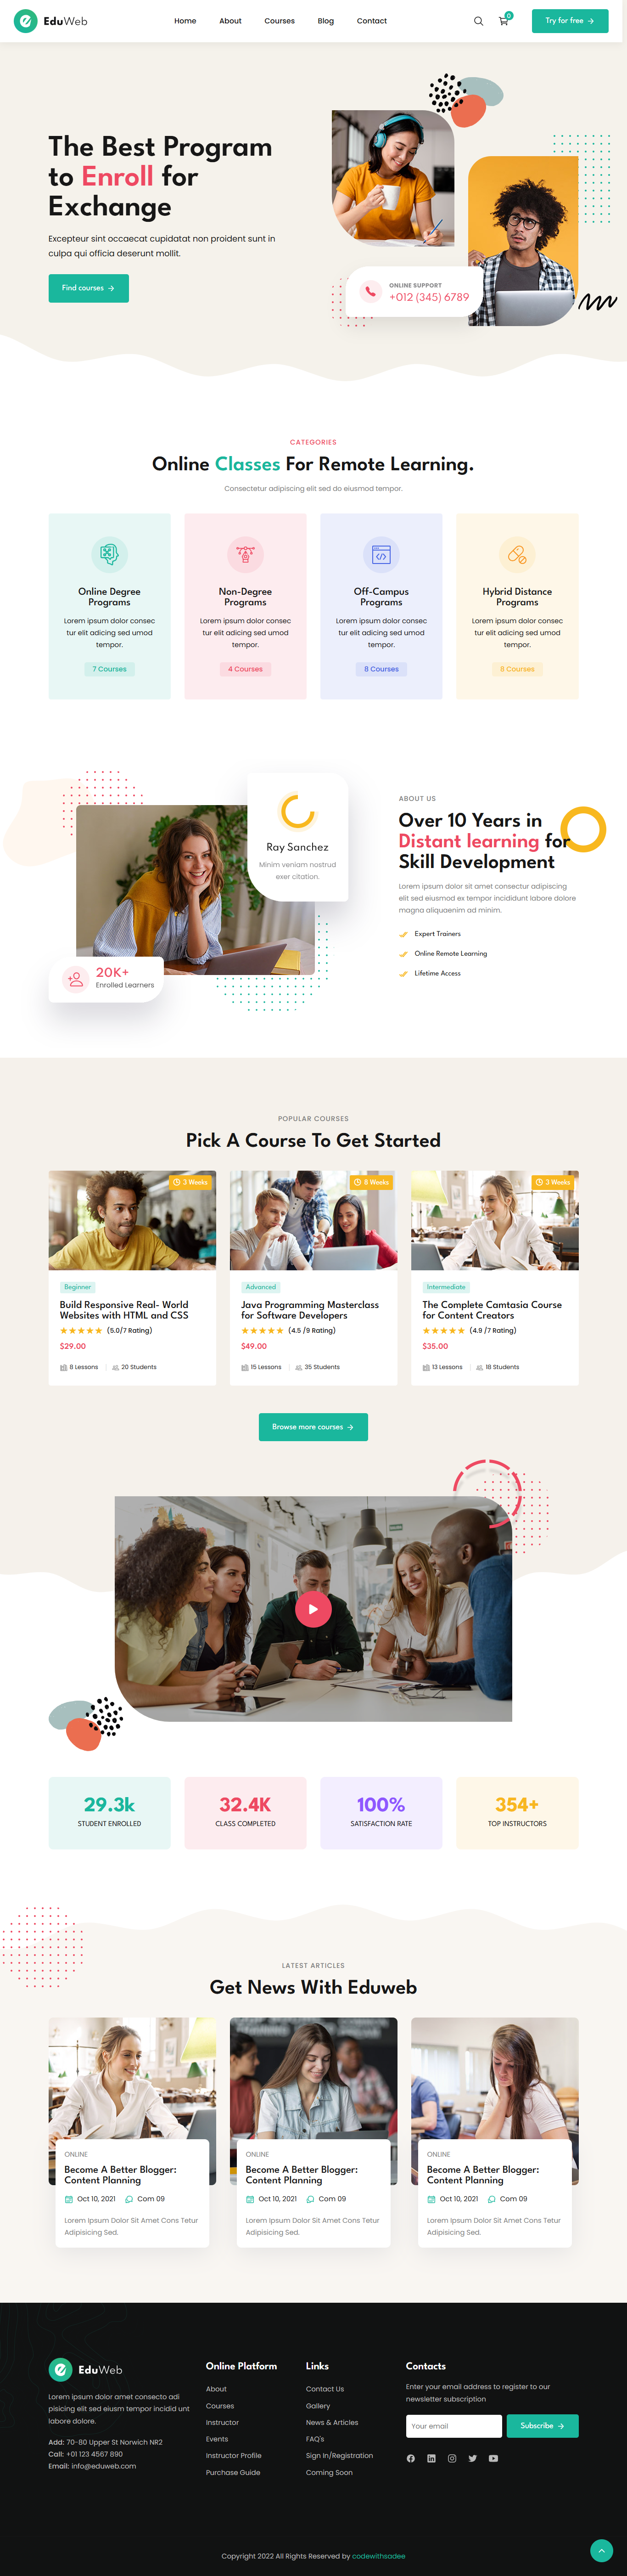 EduWeb
Home About Courses Blog Contact
0
Try for free
The Best Program
to Enroll for
Exchange
Excepteur sint occaecat cupidatat non proident sunt in
culpa qui officia deserunt mollit.
Find courses
ONLINE SUPPORT
+012 (345) 6789
CATEGORIES
Online Classes For Remote Learning.
Consectetur adipiscing elit sed do eiusmod tempor.
Online Degree
Programs
Lorem ipsum dolor consec
tur elit adicing sed umod
tempor.
7 Courses
Non-Degree
Programs
Lorem ipsum dolor consec
tur elit adicing sed umod
tempor.
4 Courses
Off-Campus
Programs
Lorem ipsum dolor consec
tur elit adicing sed umod
tempor.
8 Courses
Hybrid Distance
Programs
Lorem ipsum dolor consec
tur elit adicing sed umod
tempor.
8 Courses
Ray Sanchez
Minim veniam nostrud
exer citation.
20K+
Enrolled Learners
ABOUT US
Over 10 Years in
Distant learning for
Skill Development
Lorem ipsum dolor sit amet consectur adipiscing
elit sed eiusmod ex tempor incididunt labore dolore
magna aliquaenim ad minim.
Expert Trainers
Online Remote Learning
Lifetime Access
POPULAR COURSES
Pick A Course To Get Started
3 Weeks
Beginner
Build Responsive Real- World
Websites with HTML and CSS
(5.0/7 Rating)
$29.00
8 Lessons 20 Students
8 Weeks
Advanced
Java Programming Masterclass
for Software Developers
(4.5 /9 Rating)
$49.00
15 Lessons 35 Students
3 Weeks
Intermediate
The Complete Camtasia Course
for Content Creators
(4.9 /7 Rating)
$35.00
13 Lessons 18 Students
Browse more courses
29.3k
STUDENT ENROLLED
32.4K
CLASS COMPLETED
100%
SATISFACTION RATE
354+
TOP INSTRUCTORS
LATEST ARTICLES
Get News With Eduweb
ONLINE
Become A Better Blogger:
Content Planning
Oct 10, 2021 Com 09
Lorem Ipsum Dolor Sit Amet Cons Tetur
Adipisicing Sed.
ONLINE
Become A Better Blogger:
Content Planning
Oct 10, 2021 Com 09
Lorem Ipsum Dolor Sit Amet Cons Tetur
Adipisicing Sed.
ONLINE
Become A Better Blogger:
Content Planning
Oct 10, 2021 Com 09
Lorem Ipsum Dolor Sit Amet Cons Tetur
Adipisicing Sed.
EduWeb
Lorem ipsum dolor amet consecto adi
pisicing elit sed eiusm tempor incidid unt
labore dolore.
Add: 70-80 Upper St Norwich NR2
Call: +01 123 4567 890
Email: info@eduweb.com
Online Platform
About
Courses
Instructor
Events
Instructor Profile
Purchase Guide
Links
Contact Us
Gallery
News & Articles
FAQ's
Sign In/Registration
Coming Soon
Contacts
Enter your email address to register to our
newsletter subscription
Your email
Subscribe
Copyright 2022 All Rights Reserved by codewithsadee